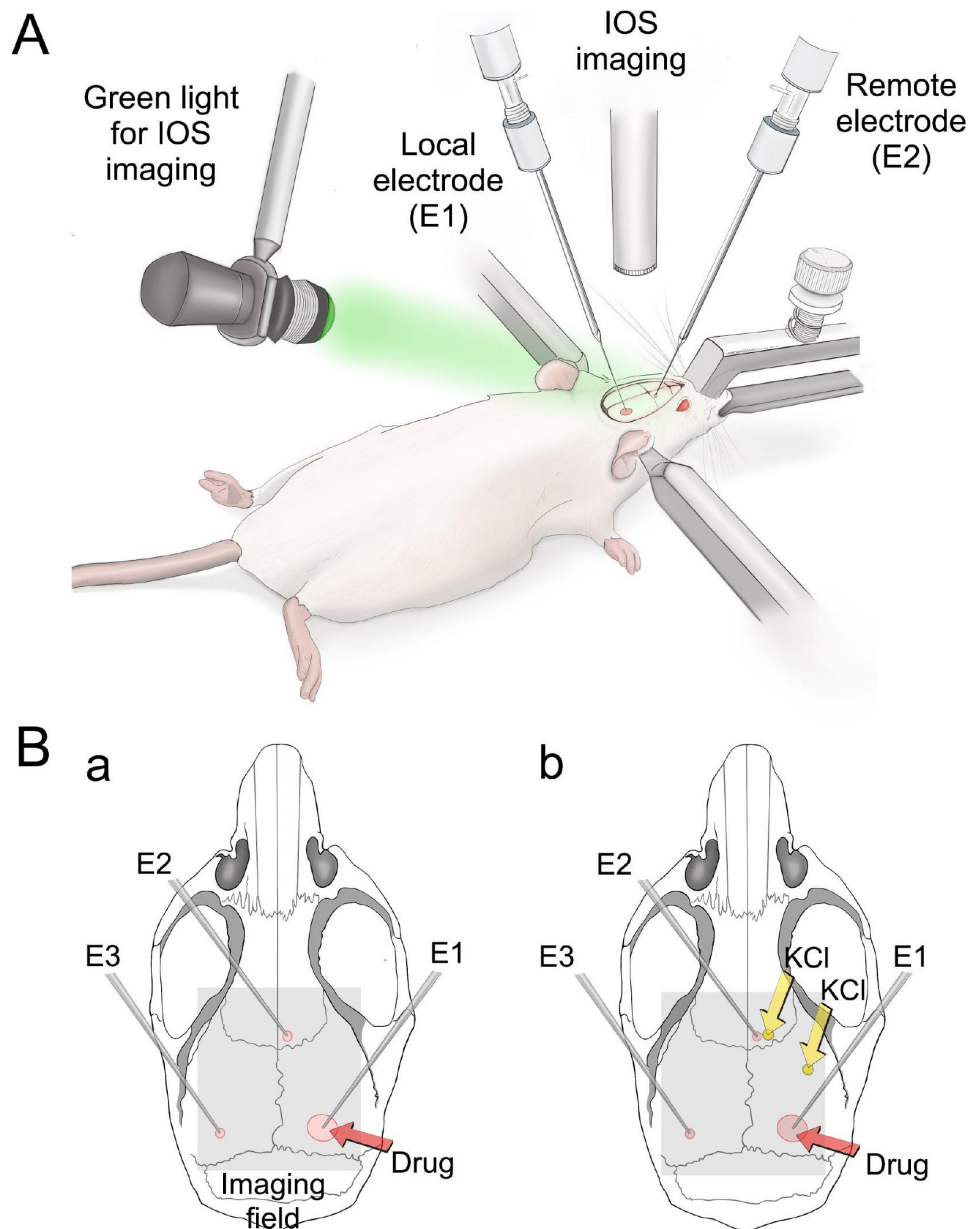 A
Green light
for IOS
imaging
Local
electrode
(E1)
IOS
imaging
Remote
electrode
(E2)
B
a
E2
E3
E1
Drug
Imaging
field
b
E2
E3
KCl
KCl
E1
Drug